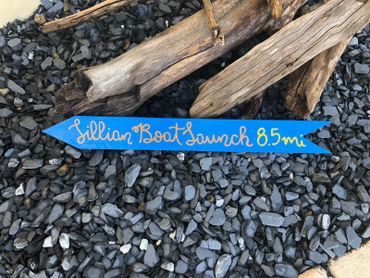 Jillian Boat Launch 8.5mi